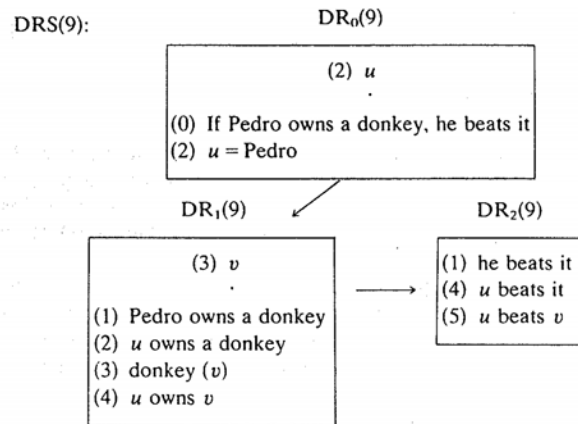 DRS(9):
DR₀(9)
(2) u
.
(0) If Pedro owns a donkey, he beats it
(2) u = Pedro
DR₁(9)
(3) v
.
(1) Pedro owns a donkey
(2) u owns a donkey
(3) donkey (v)
(4) u owns v
DR₂(9)
(1) he beats it
(4) u beats it
(5) u beats v